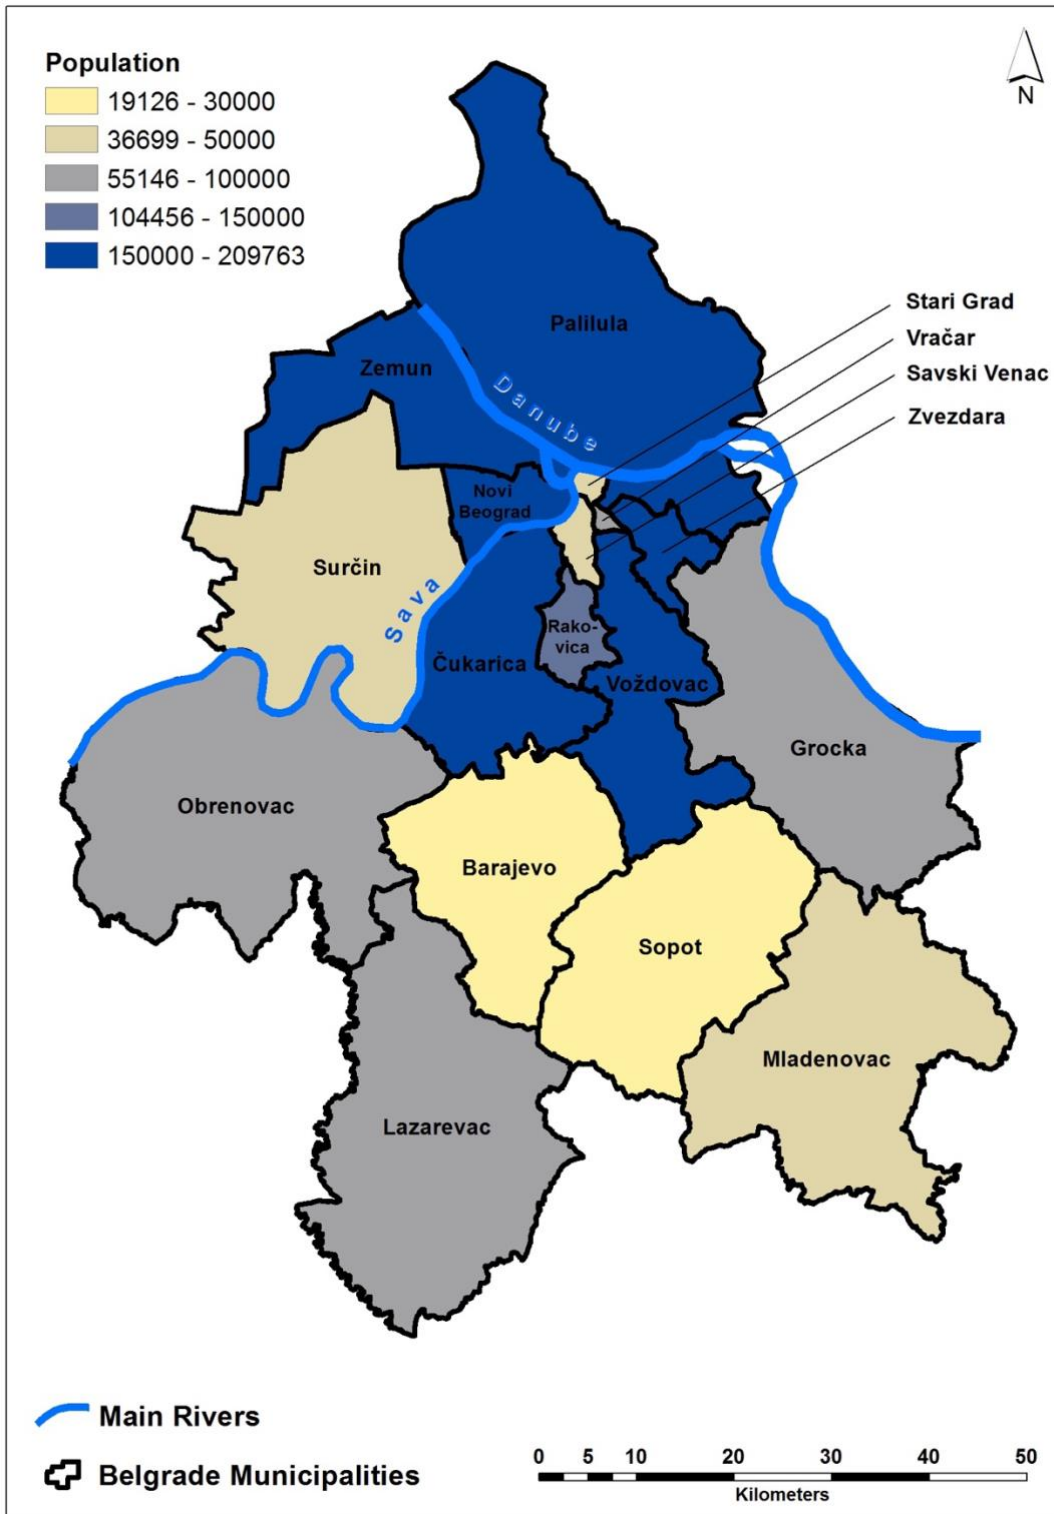 Population
19126 - 30000
36699 - 50000
55146 - 100000
104456 - 150000
150000 - 209763
N
Stari Grad
Vračar
Savski Venac
Zvezdara
Palilula
Zemun
Danube
Novi
Beograd
Surčin
Sava
Rako-
vica
Čukarica
Voždovac
Grocka
Obrenovac
Barajevo
Sopot
Mladenovac
Lazarevac
Main Rivers
Belgrade Municipalities
0 5 10 20 30 40 50
Kilometers